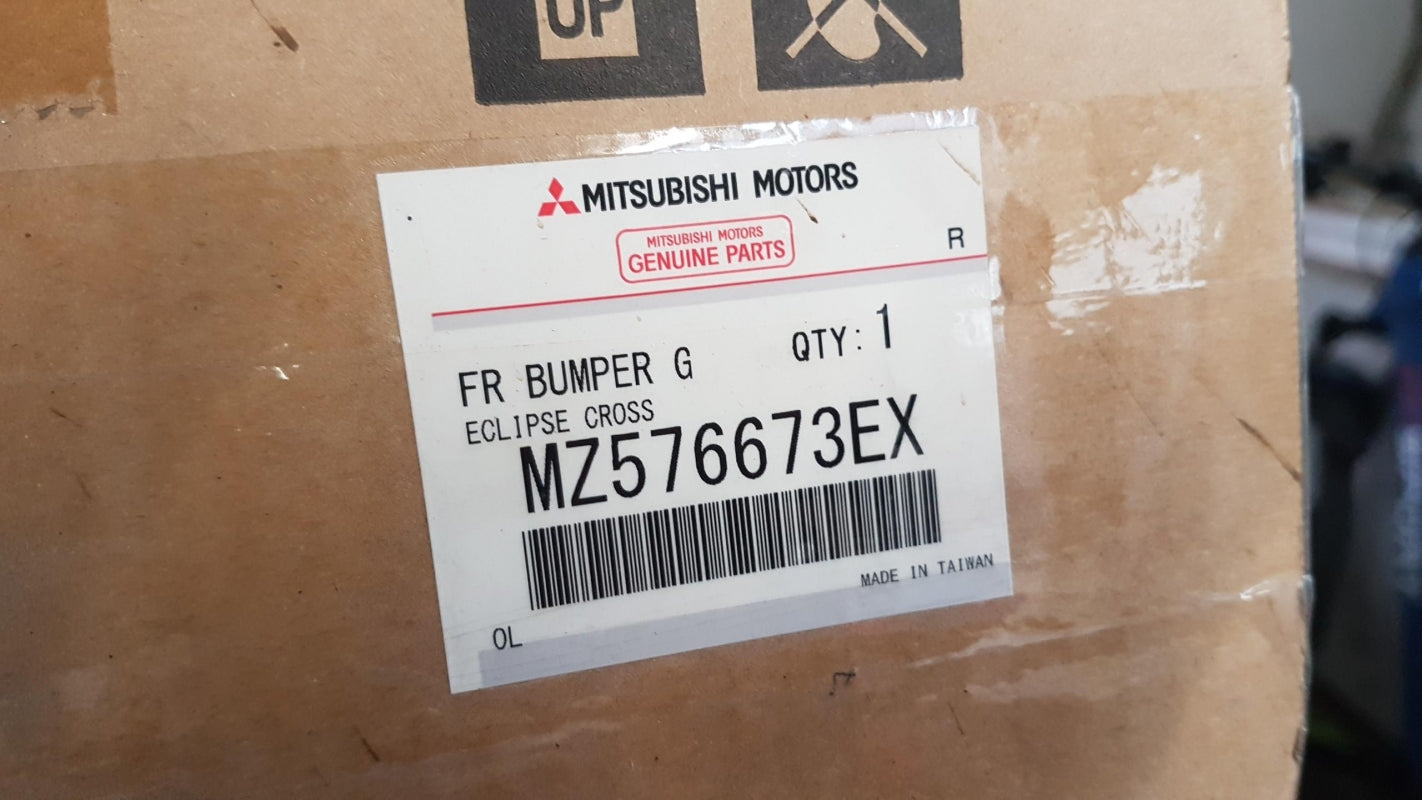 UP
MITSUBISHI MOTORS
MITSUBISHI MOTORS
GENUINE PARTS
R
FR BUMPER G QTY: 1
ECLIPSE CROSS
MZ576673EX
MADE IN TAIWAN
OL